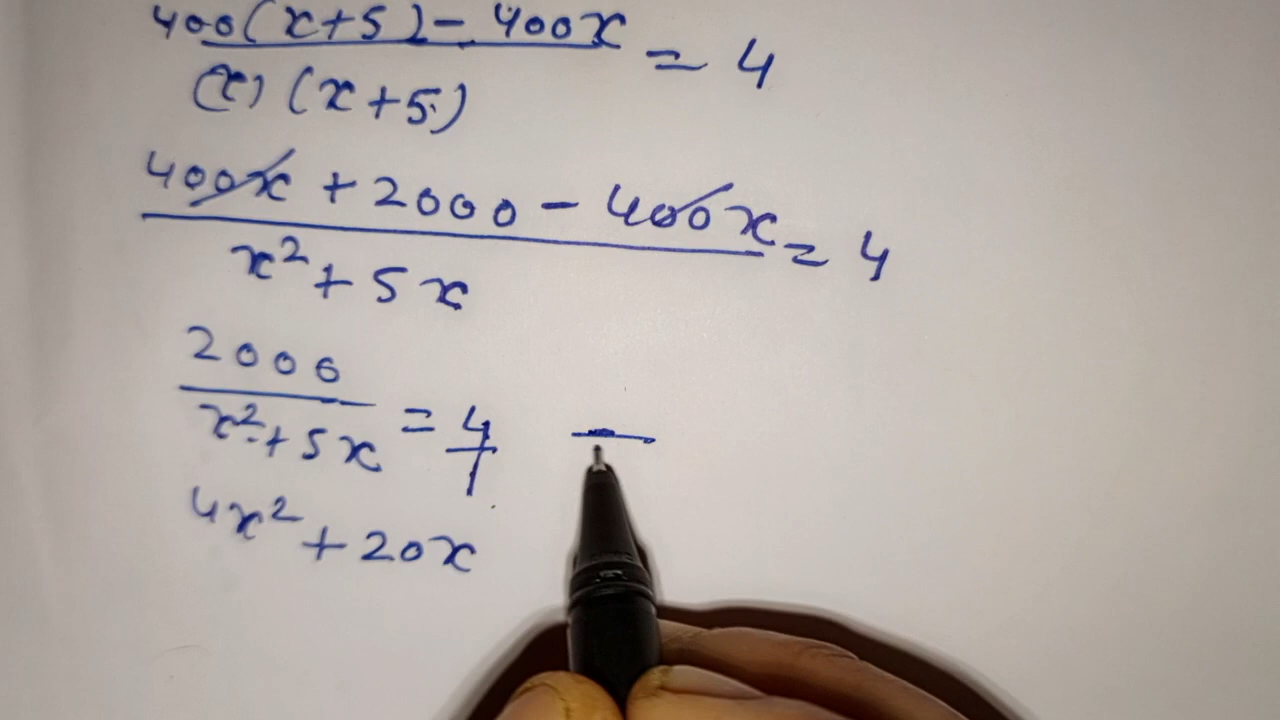 400(x+5)-400x
= 4
(x)(x+5)
400x + 2000 - 400x
= 4
x² + 5x
2000
= 4
x² + 5x
1
4x² + 20x